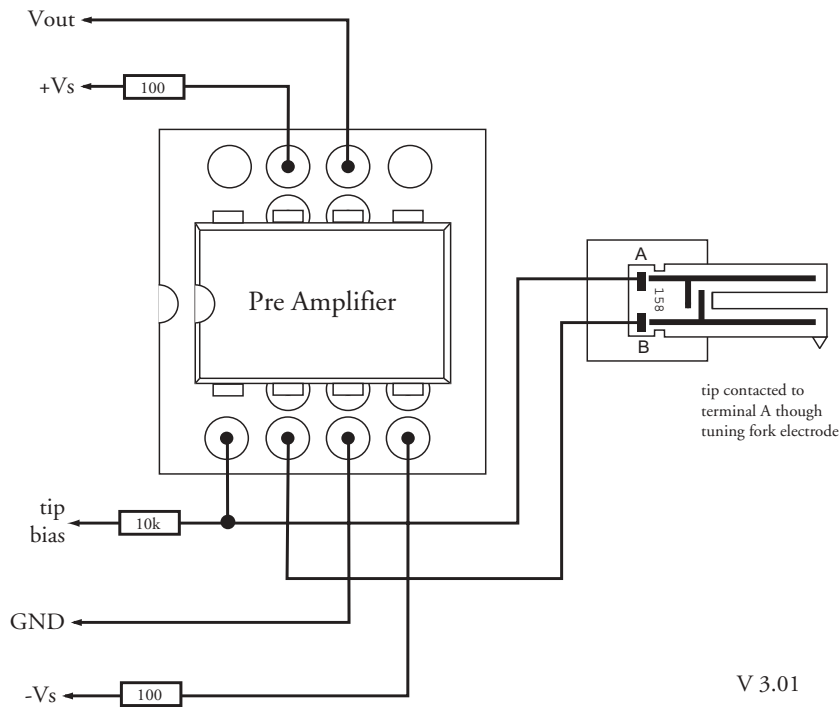 Vout
+Vs
100
Pre Amplifier
A
158
B
tip contacted to
terminal A though
tuning fork electrode
tip
bias
10k
GND
-Vs
100
V 3.01